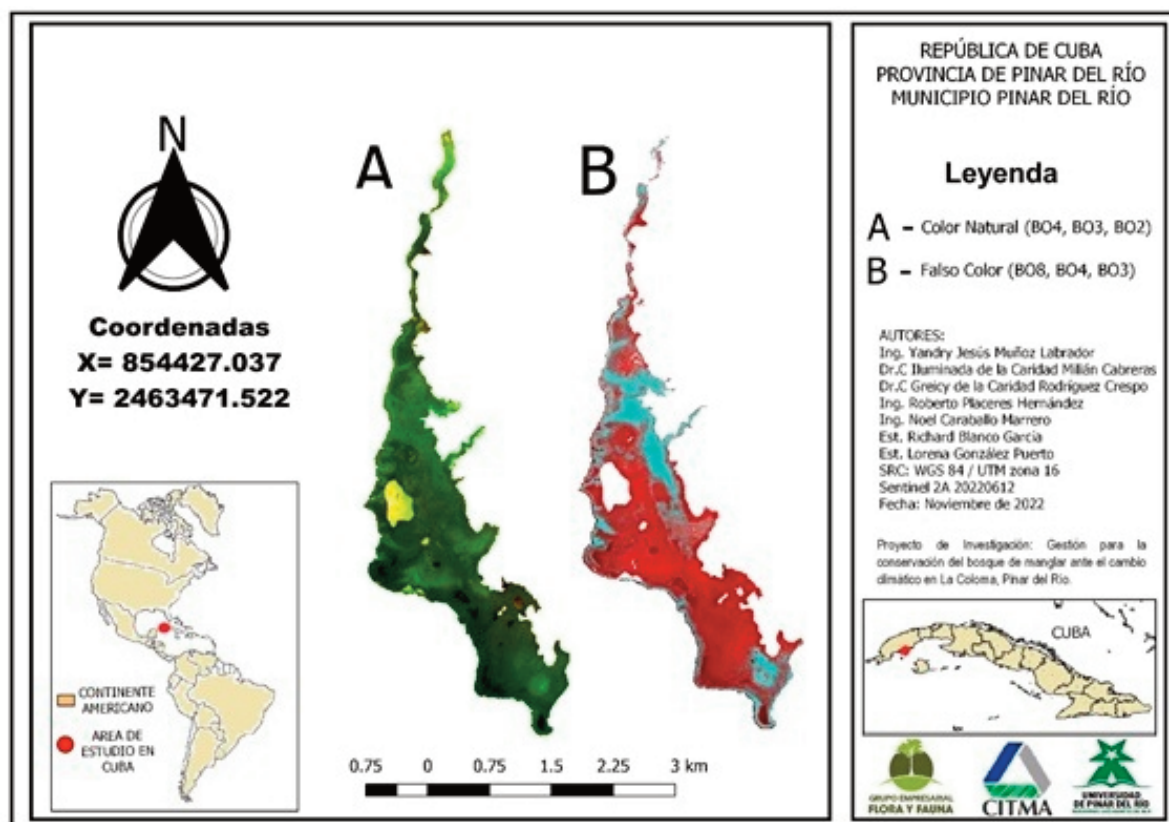 N
Coordenadas
X= 854427.037
Y= 2463471.522
A
B
CONTINENTE
AMERICANO
AREA DE
ESTUDIO EN
CUBA
0.75 0 0.75 1.5 2.25 3 km
REPÚBLICA DE CUBA
PROVINCIA DE PINAR DEL RÍO
MUNICIPIO PINAR DEL RÍO
Leyenda
A - Color Natural (BO4, BO3, BO2)
B - Falso Color (BO8, BO4, BO3)
AUTORES:
Ing. Yandry Jesús Muñoz Labrador
Dr.C Iluminada de la Caridad Millán Cabreras
Dr.C Greicy de la Caridad Rodríguez Crespo
Ing. Roberto Placeres Hernández
Ing. Noel Caraballo Marrero
Est. Richard Blanco García
Est. Lorena González Puerto
SRC: WGS 84 / UTM zona 16
Sentinel 2A 20220612
Fecha: Noviembre de 2022
Proyecto de Investigación: Gestión para la
conservación del bosque de manglar ante el cambio
climático en La Coloma, Pinar del Río.
CUBA
GRUPO EMPRESARIAL
FLORA Y FAUNA
CITMA
UNIVERSIDAD
DE PINAR DEL RÍO